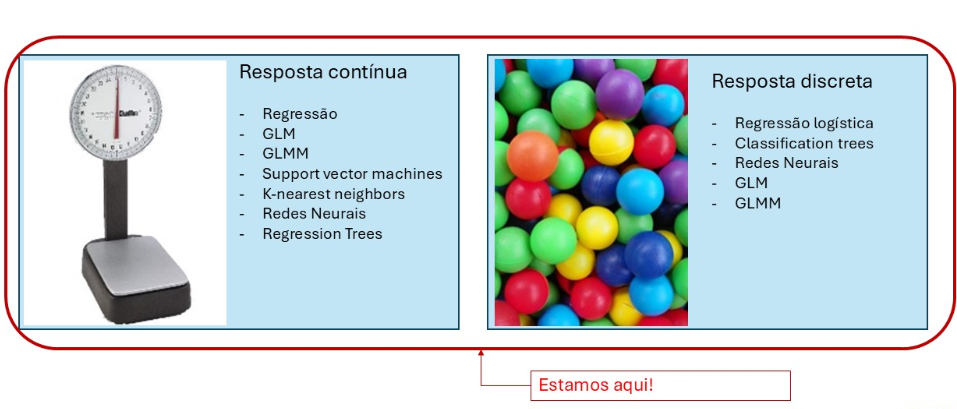 Resposta contínua
- Regressão
- GLM
- GLMM
- Support vector machines
- K-nearest neighbors
- Redes Neurais
- Regression Trees
Resposta discreta
- Regressão logística
- Classification trees
- Redes Neurais
- GLM
- GLMM
Estamos aqui!